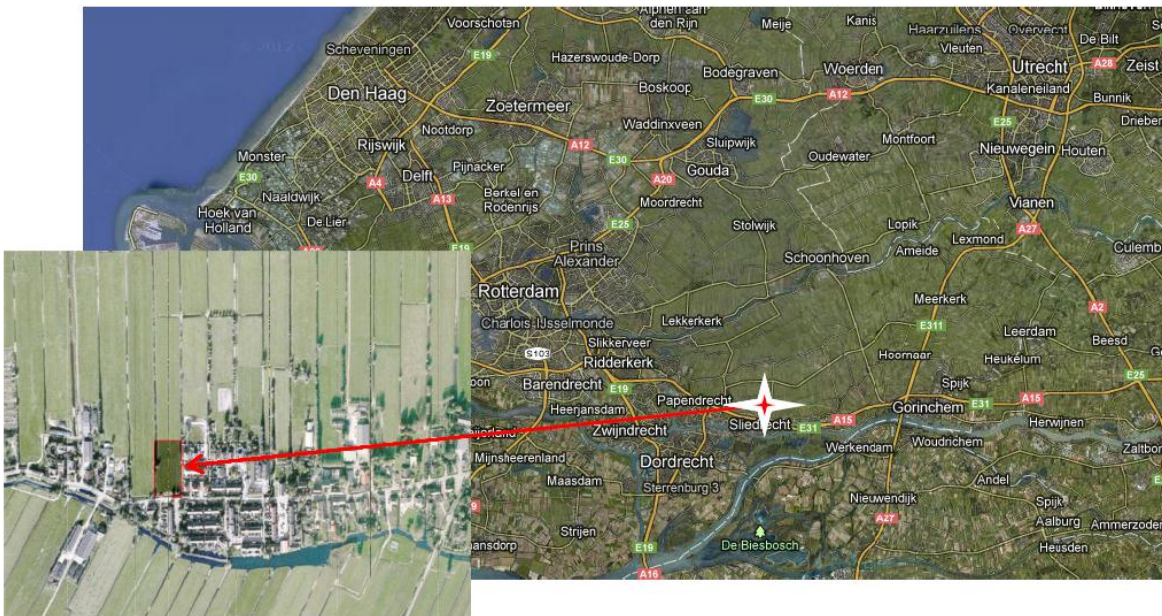 Voorschoten
Alphen aan
den Rijn
Meije
Kanis
Haarzuilens
Overvecht
De Bilt
Scheveningen
E19
Hazerswoude-Dorp
Vleuten
A28
Bodegraven
Woerden
Utrecht
Zeist
Den Haag
Zoetermeer
Boskoop
E30
A12
Kanaleneiland
Bunnik
Nootdorp
Waddinxveen
E25
Rijswijk
A12
Sluipwijk
Montfoort
Nieuwegein
Houten
Monster
Pijnacker
E30
Oudewater
E30
A4
Delft
A20
Gouda
Naaldwijk
A13
Berkel en
Rodenrijs
Moordrecht
Vianen
Hoek van
Holland
De Lier
E25
Stolwijk
Lopik
A27
E19
Prins
Alexander
Ameide
Lexmond
Schoonhoven
Rotterdam
Meerkerk
A2
Charlois
IJsselmonde
Lekkerkerk
E311
Leerdam
Beesd
S103
Slikkerveer
Hoornaar
Heukelum
Ridderkerk
E25
Barendrecht
E19
Papendrecht
Spijk
Heerjansdam
A15
Gorinchem
E31
A15
Zwijndrecht
Sliedrecht
E31
Herwijnen
Werkendam
Woudrichem
Mijnsheerenland
Dordrecht
Maasdam
Sterrenburg 3
Andel
Nieuwendijk
Spijk
Strijen
A27
Aalburg
E19
De Biesbosch
Heusden
A16